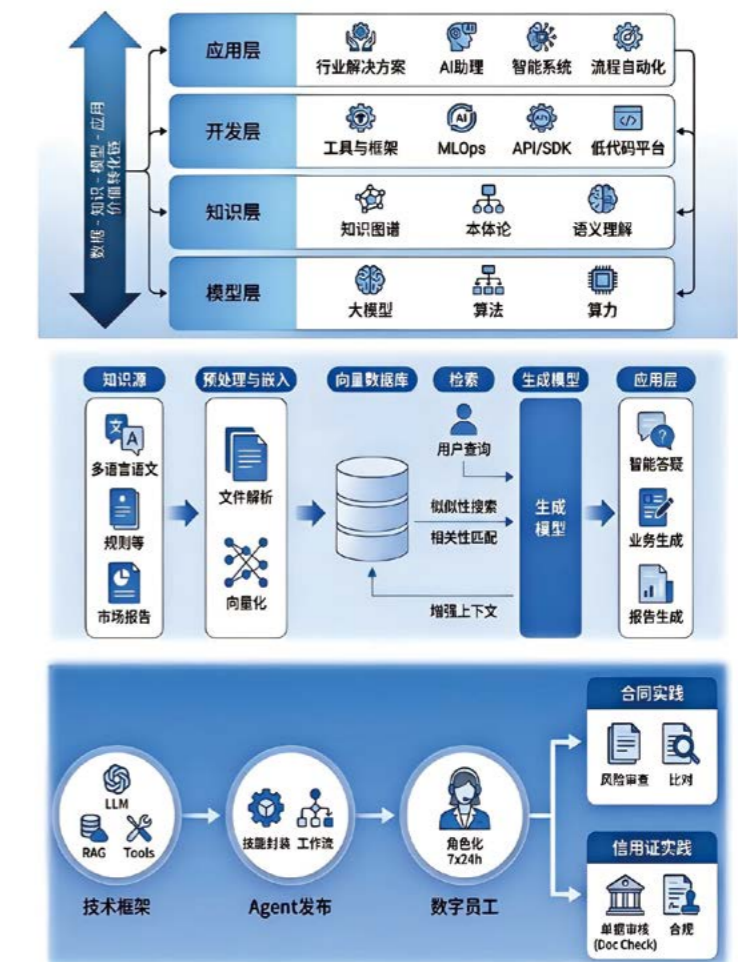 数据 - 知识 - 模型 - 应用
价值转化链
应用层
行业解决方案
AI助理
智能系统
流程自动化
开发层
AI
API
</>
工具与框架
MLOps
API/SDK
低代码平台
知识层
知识图谱
本体论
语义理解
模型层
大模型
算法
算力
知识源
预处理与嵌入
向量数据库
检索
生成模型
应用层
文
A
多语言语文
规则等
市场报告
文件解析
向量化
用户查询
似似性搜索
相关性匹配
增强上下文
生成
模型
?
智能答疑
业务生成
报告生成
LLM
RAG
Tools
技术框架
技能封装
工作流
Agent发布
角色化
7x24h
数字员工
合同实践
风险审查
比对
信用证实践
单据审核
(Doc Check)
合规